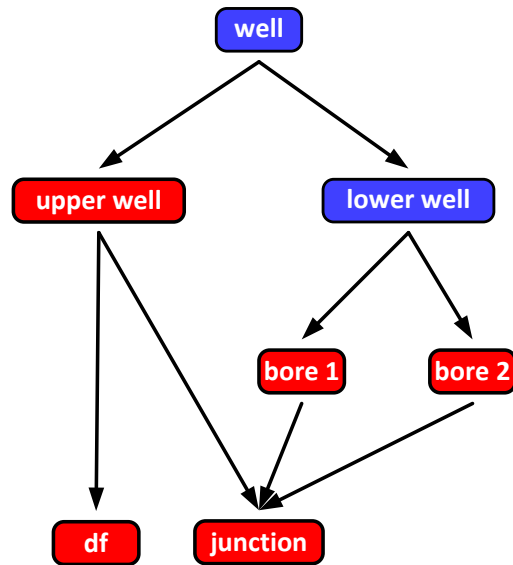 well
upper well
lower well
bore 1
bore 2
df
junction